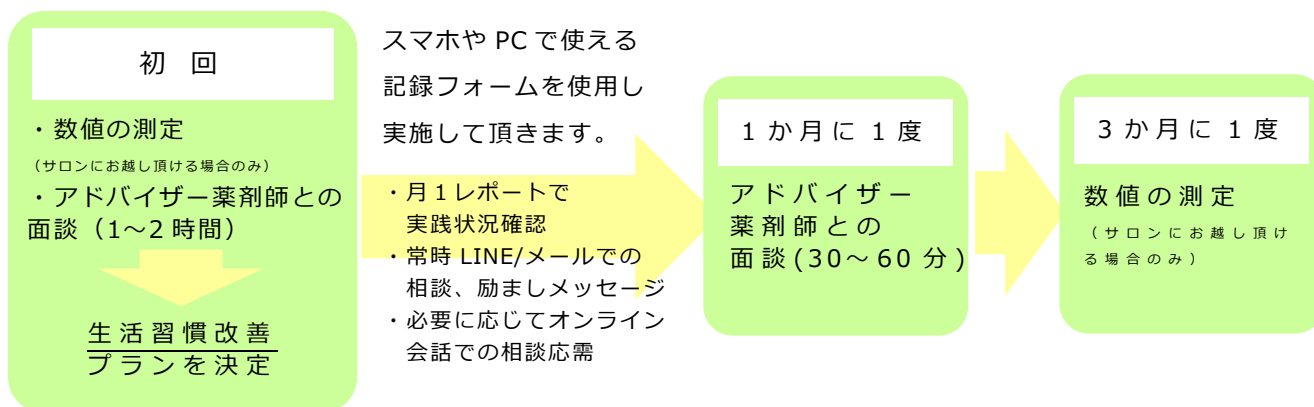 初 回
・数値の測定
（サロンにお越し頂ける場合のみ）
・アドバイザー薬剤師との
面談（1～2 時間）
生活習慣改善
プランを決定
スマホや PC で使える
記録フォームを使用し
実施して頂きます。
・月１レポートで
実践状況確認
・常時 LINE/メールでの
相談、励ましメッセージ
・必要に応じてオンライン
会話での相談応需
1 か月に 1 度
アドバイザー
薬剤師との
面談(30～60 分)
3 か月に 1 度
数値の測定
（サロンにお越し頂け
る場合のみ）